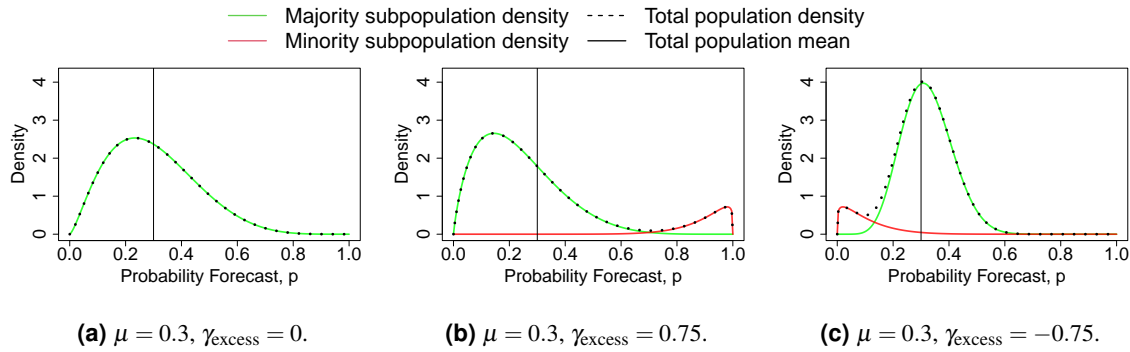 Majority subpopulation density
Total population density
Minority subpopulation density
Total population mean
4
3
2
1
0
Density
0.0 0.2 0.4 0.6 0.8 1.0
Probability Forecast, p
4
3
2
1
0
Density
0.0 0.2 0.4 0.6 0.8 1.0
Probability Forecast, p
4
3
2
1
0
Density
0.0 0.2 0.4 0.6 0.8 1.0
Probability Forecast, p
(a) μ = 0.3, γexcess = 0.
(b) μ = 0.3, γexcess = 0.75.
(c) μ = 0.3, γexcess = −0.75.